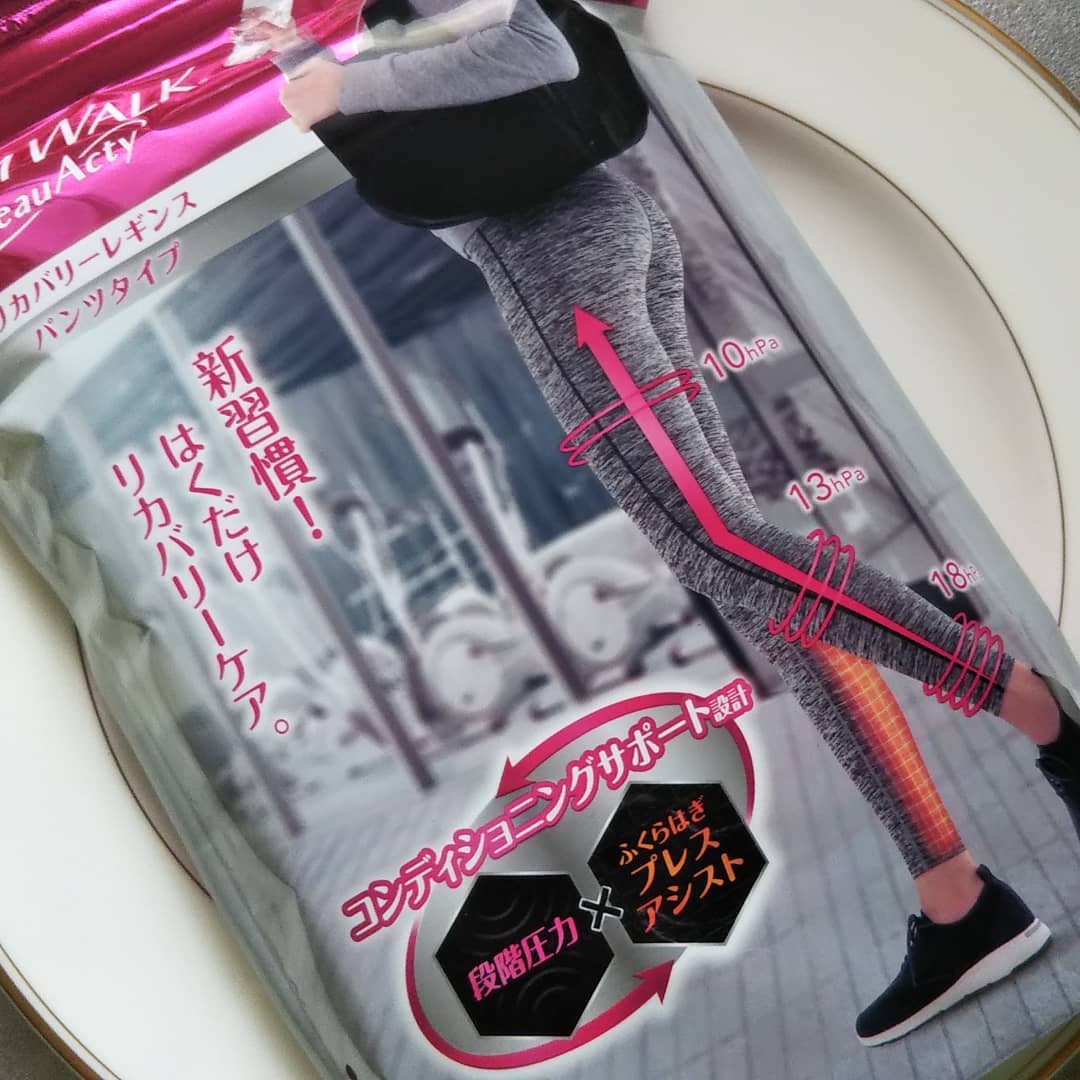 WALK
eauActy
リカバリーレギンス
パンツタイプ
新習慣!
はくだけ
リカバリーケア。
10hPa
13hPa
18hP
コンディショニングサポート設計
段階圧力
×
ふくらはぎ
プレス
アシスト